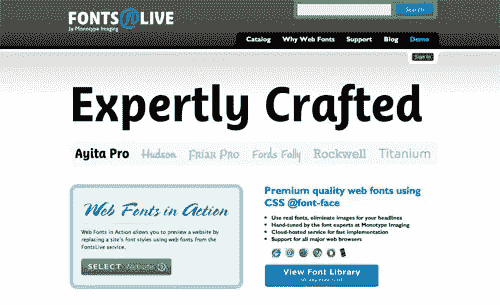 FONTS@LIVE
by Monotype Imaging
Search
Catalog Why Web Fonts Support Blog Demo
Sign In
Expertly Crafted
Ayita Pro Hudson Friar Pro Fords Folly Rockwell Titanium
Web Fonts in Action
Web Fonts in Action allows you to preview a website by
replacing a site's font styles using web fonts from the
FontsLive service.
SELECT Website
Premium quality web fonts using
CSS @font-face
Use real fonts, eliminate images for your headlines
Hand-tuned by the font experts at Monotype Imaging
Cloud-hosted service for fast implementation
Support for all major web browsers
View Font Library